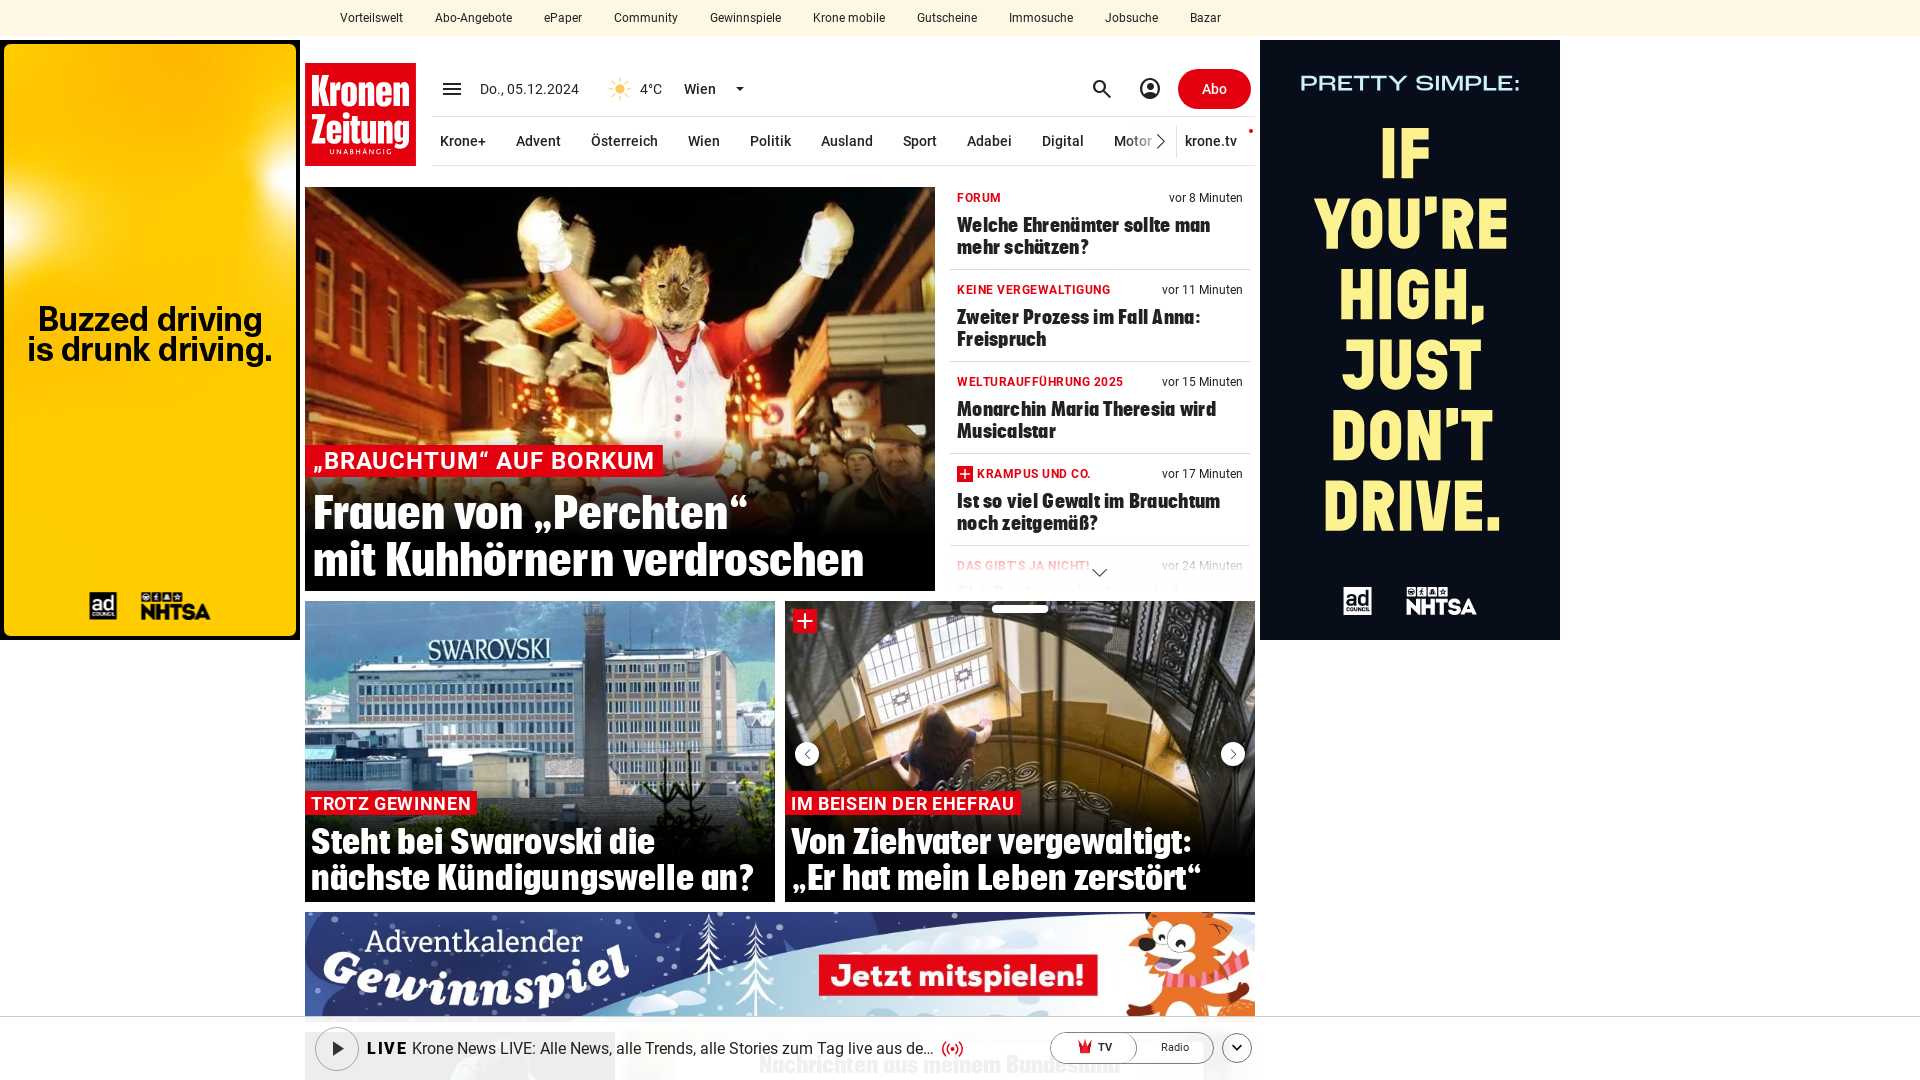 Vorteilswelt Abo-Angebote ePaper Community Gewinnspiele Krone mobile Gutscheine Immosuche Jobsuche Bazar
Kronen
Zeitung
UNABHÄNGIG
Do., 05.12.2024 4°C Wien
Abo
Krone+ Advent Österreich Wien Politik Ausland Sport Adabei Digital Motor krone.tv
Buzzed driving
is drunk driving.
ad
COUNCIL
NHTSA
PRETTY SIMPLE:
IF
YOU'RE
HIGH,
JUST
DON'T
DRIVE.
ad
COUNCIL
NHTSA
„BRAUCHTUM“ AUF BORKUM
Frauen von „Perchten“
mit Kuhhörnern verdroschen
FORUM vor 8 Minuten
Welche Ehrenämter sollte man
mehr schätzen?
KEINE VERGEWALTIGUNG vor 11 Minuten
Zweiter Prozess im Fall Anna:
Freispruch
WELTURAUFFÜHRUNG 2025 vor 15 Minuten
Monarchin Maria Theresia wird
Musicalstar
KRAMPUS UND CO. vor 17 Minuten
Ist so viel Gewalt im Brauchtum
noch zeitgemäß?
DAS GIBT'S JA NICHT! vor 24 Minuten
SWAROVSKI
TROTZ GEWINNEN
Steht bei Swarovski die
nächste Kündigungswelle an?
IM BEISEIN DER EHEFRAU
Von Ziehvater vergewaltigt:
„Er hat mein Leben zerstört“
Adventkalender
Gewinnspiel
Jetzt mitspielen!
LIVE Krone News LIVE: Alle News, alle Trends, alle Stories zum Tag live aus de…
TV Radio
Nachrichten aus meinem Bundesland